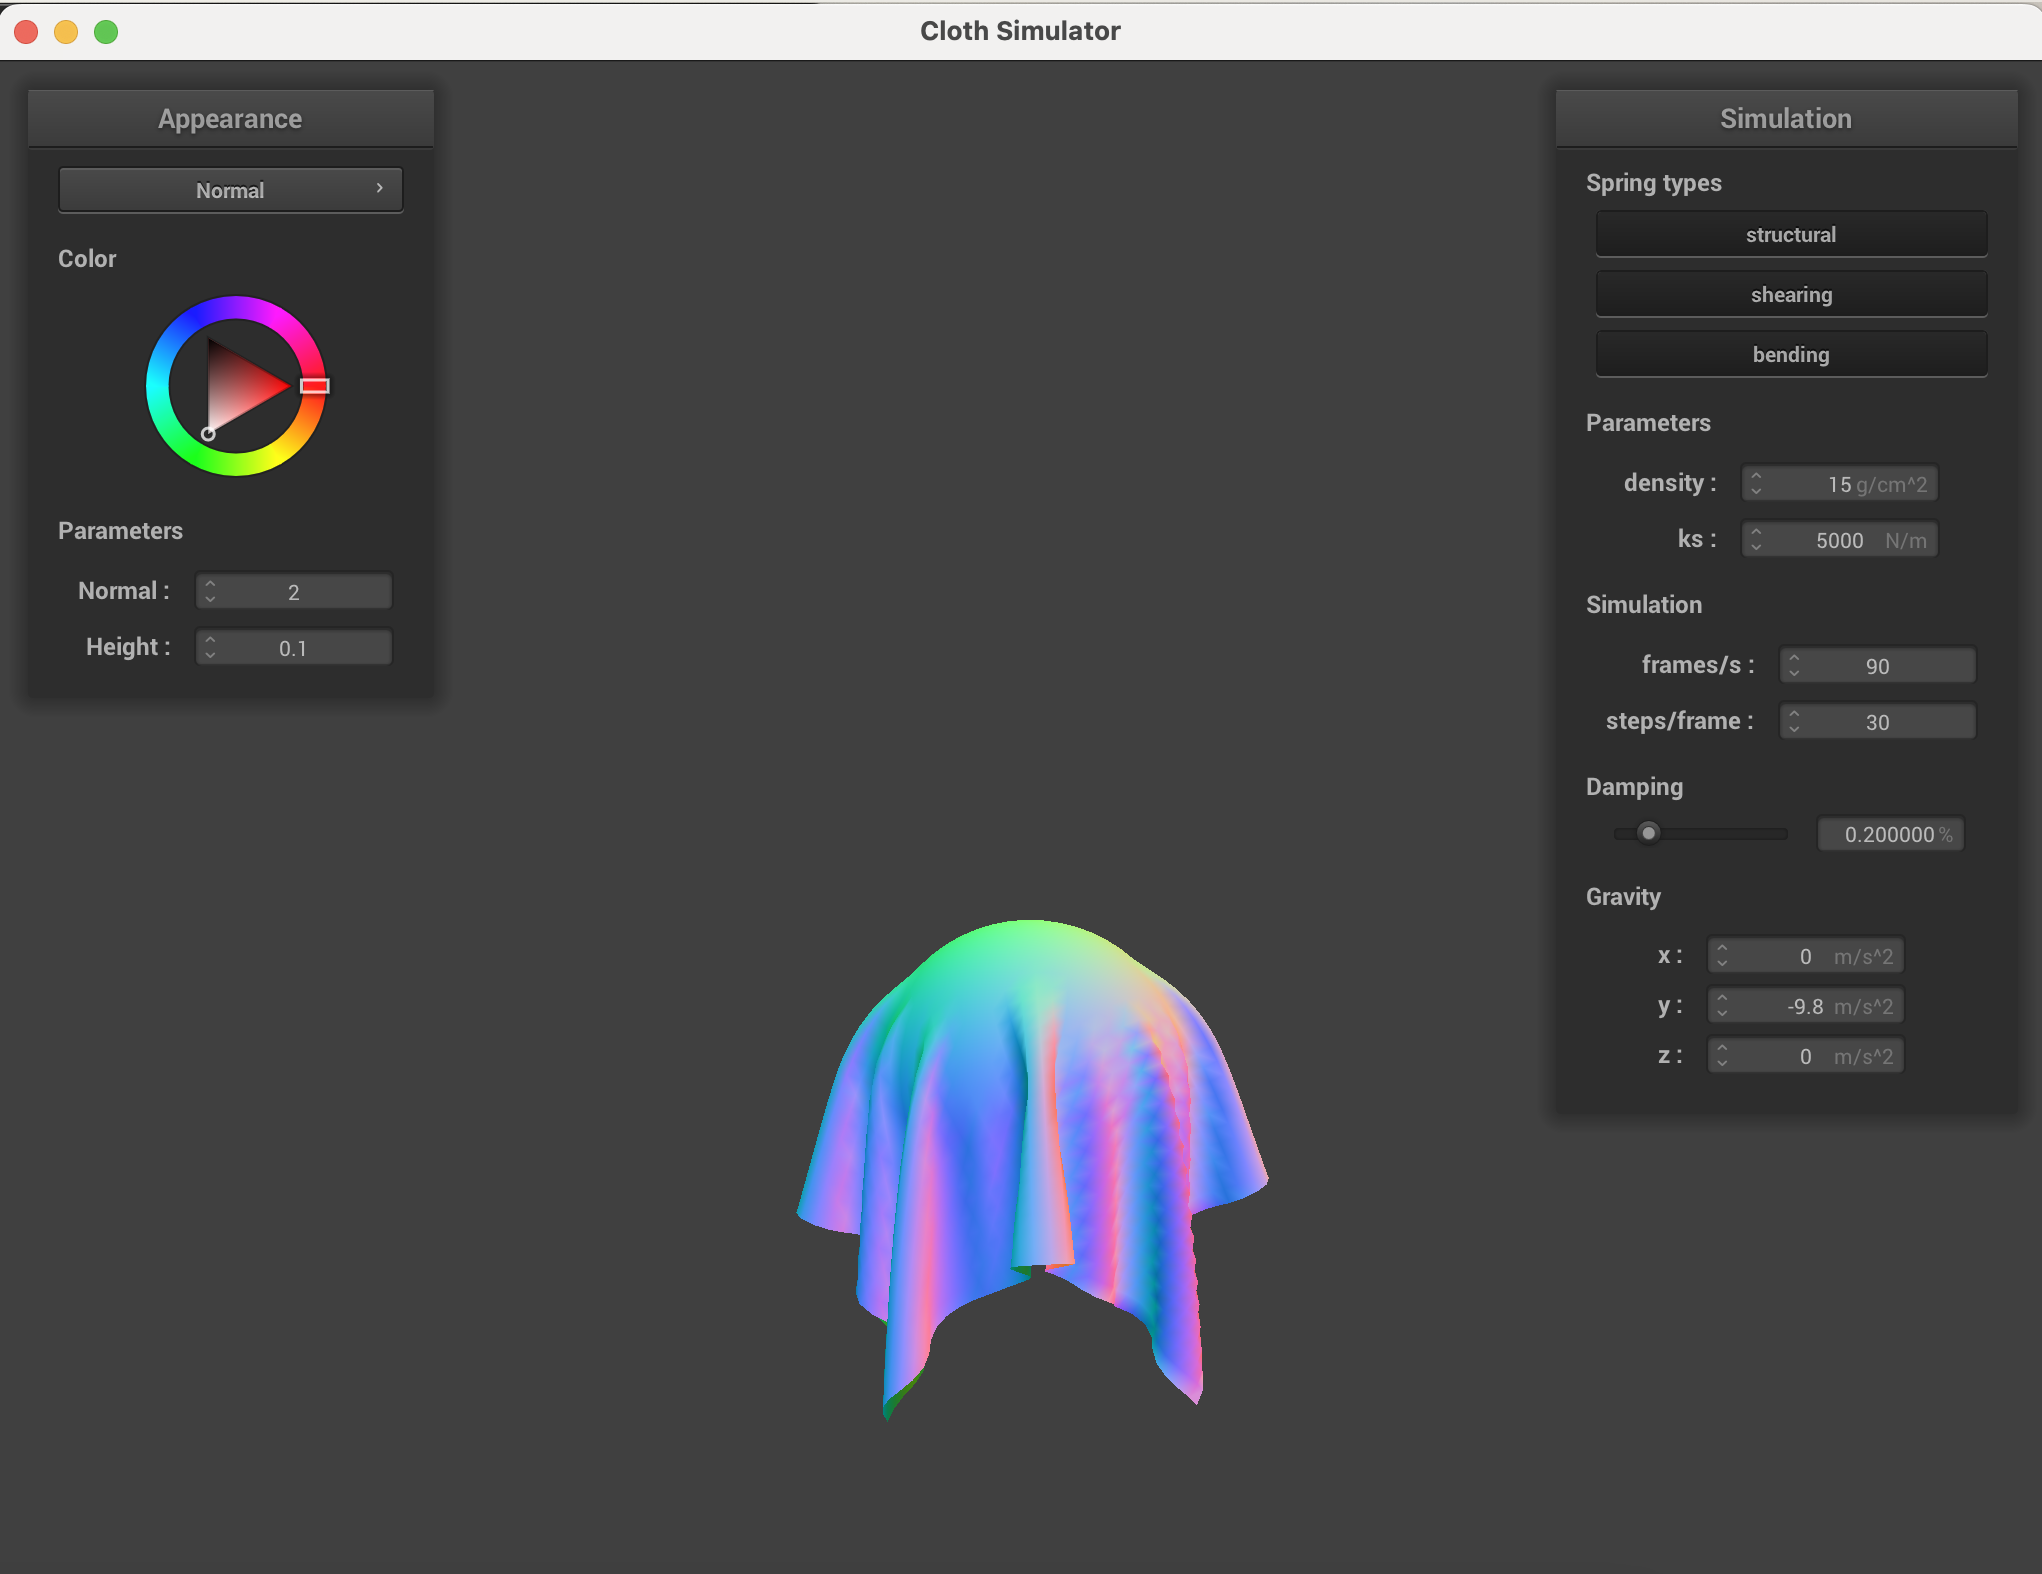 Cloth Simulator
Appearance
Normal
Color
Parameters
Normal : 2
Height : 0.1
Simulation
Spring types
structural
shearing
bending
Parameters
density : 15 g/cm^2
ks : 5000 N/m
Simulation
frames/s : 90
steps/frame : 30
Damping
0.200000 %
Gravity
x : 0 m/s^2
y : -9.8 m/s^2
z : 0 m/s^2